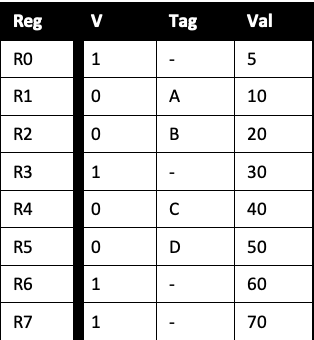 Reg V Tag Val
R0 1 - 5
R1 0 A 10
R2 0 B 20
R3 1 - 30
R4 0 C 40
R5 0 D 50
R6 1 - 60
R7 1 - 70